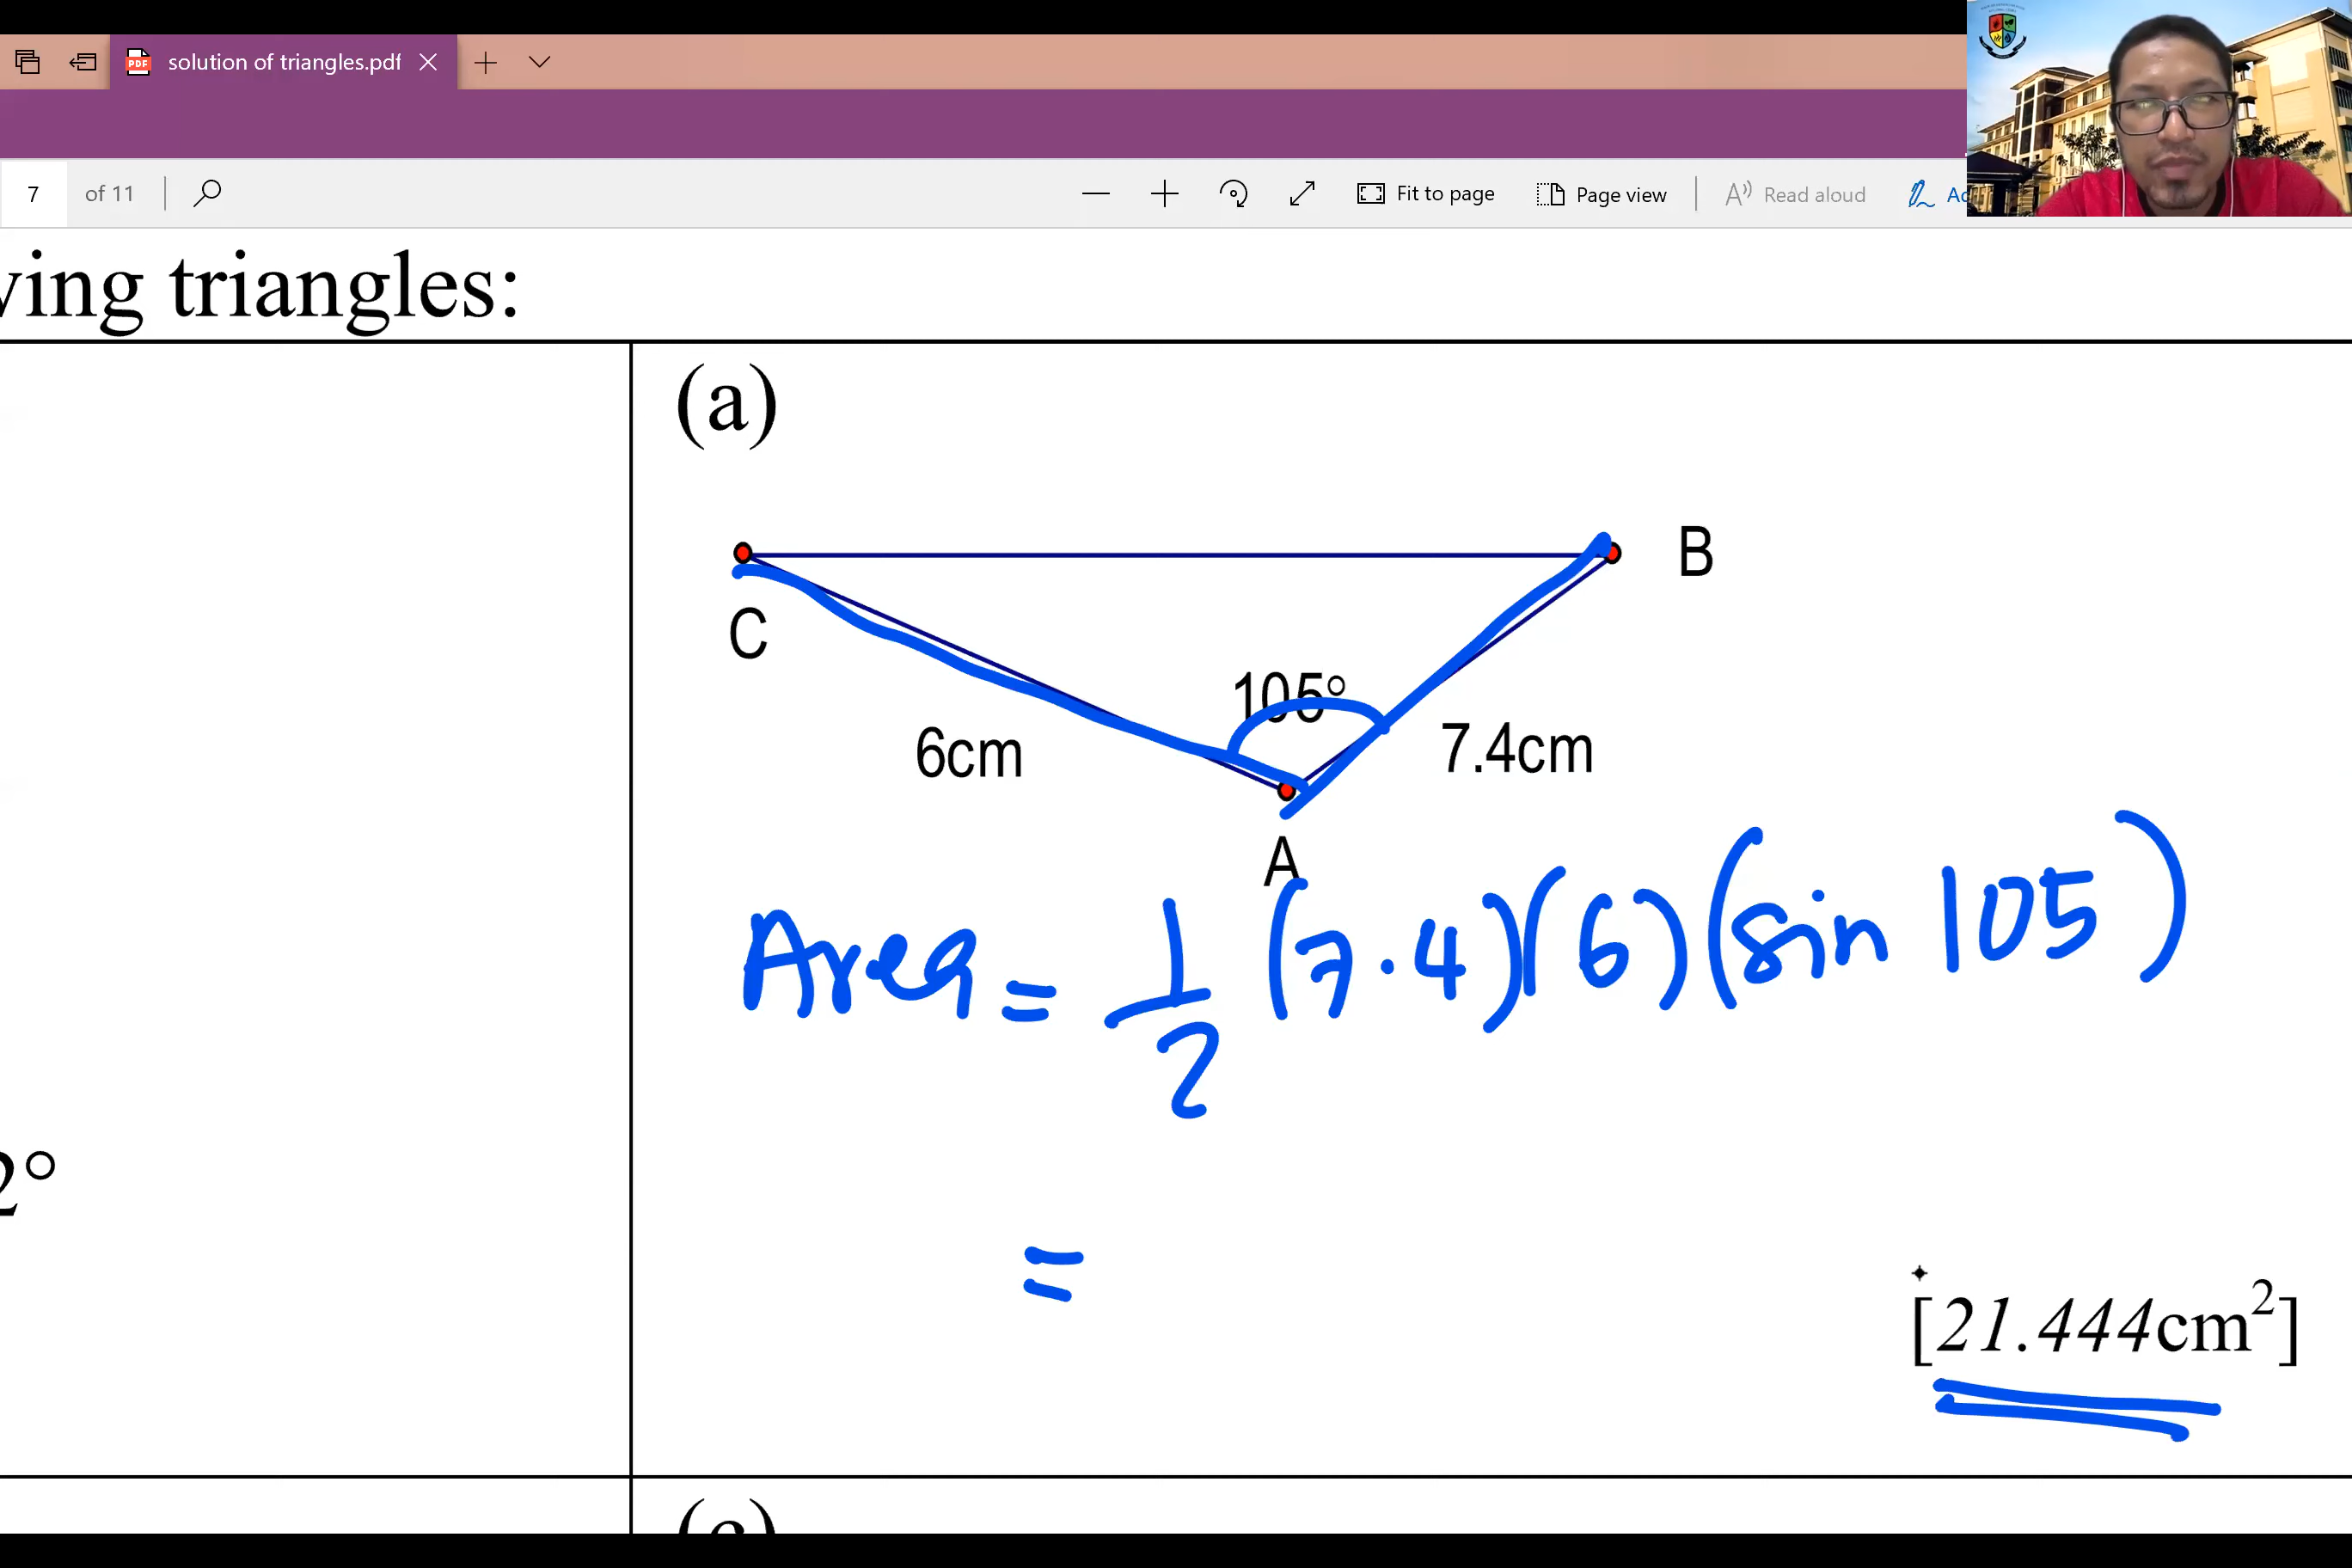 solution of triangles.pdf
7 of 11
Fit to page
Page view
Read aloud
ving triangles:
(a)
B
C
105°
6cm
7.4cm
A
Area = 1/2 (7.4)(6)(sin 105)
2°
=
[21.444cm²]